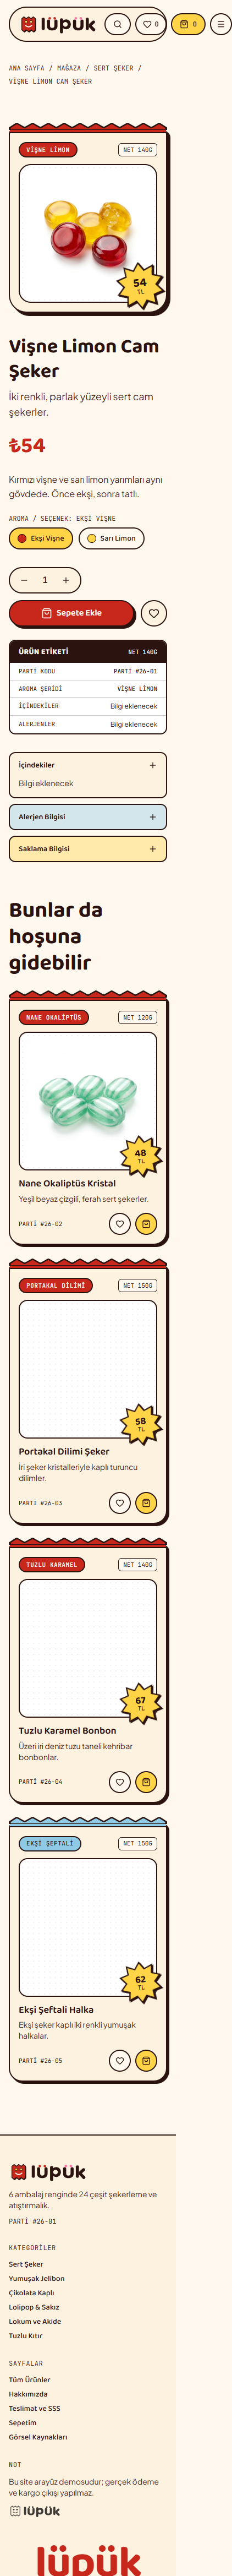 lüpük
0
0
ANA SAYFA / MAĞAZA / SERT ŞEKER /
VİŞNE LİMON CAM ŞEKER
VİŞNE LİMON
NET 140G
54
TL
Vişne Limon Cam
Şeker
İki renkli, parlak yüzeyli sert cam
şekerler.
₺54
Kırmızı vişne ve sarı limon yarımları aynı
gövdede. Önce ekşi, sonra tatlı.
AROMA / SEÇENEK: EKŞİ VİŞNE
Ekşi Vişne
Sarı Limon
1
Sepete Ekle
ÜRÜN ETİKETİ
NET 140G
PARTİ KODU
PARTİ #26-01
AROMA ŞERİDİ
VİŞNE LİMON
İÇİNDEKİLER
Bilgi eklenecek
ALERJENLER
Bilgi eklenecek
İçindekiler
Bilgi eklenecek
Alerjen Bilgisi
Saklama Bilgisi
Bunlar da
hoşuna
gidebilir
NANE OKALİPTÜS
NET 120G
48
TL
Nane Okaliptüs Kristal
Yeşil beyaz çizgili, ferah sert şekerler.
PARTİ #26-02
PORTAKAL DİLİMİ
NET 150G
58
TL
Portakal Dilimi Şeker
İri şeker kristalleriyle kaplı turuncu
dilimler.
PARTİ #26-03
TUZLU KARAMEL
NET 140G
67
TL
Tuzlu Karamel Bonbon
Üzeri iri deniz tuzu taneli kehribar
bonbonlar.
PARTİ #26-04
EKŞİ ŞEFTALİ
NET 150G
62
TL
Ekşi Şeftali Halka
Ekşi şeker kaplı iki renkli yumuşak
halkalar.
PARTİ #26-05
lüpük
6 ambalaj renginde 24 çeşit şekerleme ve
atıştırmalık.
PARTİ #26-01
KATEGORİLER
Sert Şeker
Yumuşak Jelibon
Çikolata Kaplı
Lolipop & Sakız
Lokum ve Akide
Tuzlu Kıtır
SAYFALAR
Tüm Ürünler
Hakkımızda
Teslimat ve SSS
Sepetim
Görsel Kaynakları
NOT
Bu site arayüz demosudur; gerçek ödeme
ve kargo çıkışı yapılmaz.
lüpük
lüpük